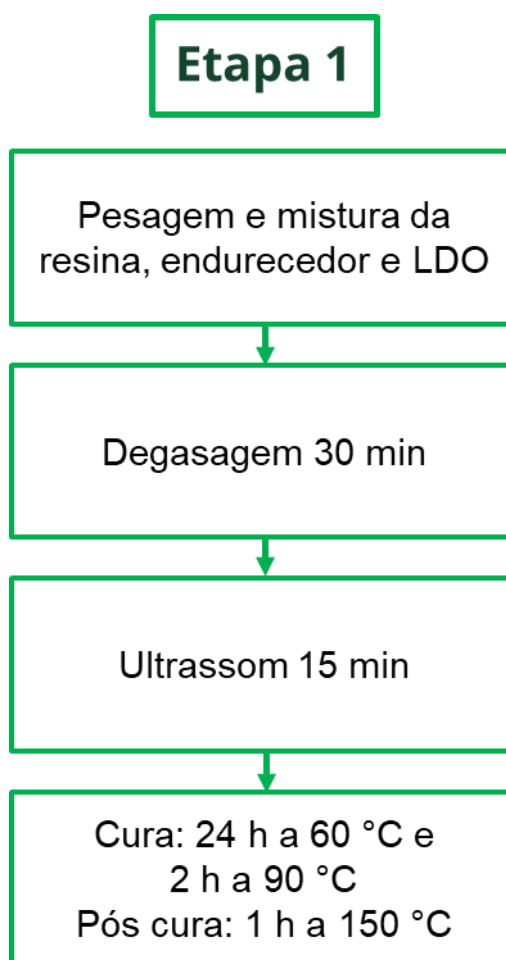 Etapa 1
Pesagem e mistura da
resina, endurecedor e LDO
Degasagem 30 min
Ultrassom 15 min
Cura: 24 h a 60 °C e
2 h a 90 °C
Pós cura: 1 h a 150 °C